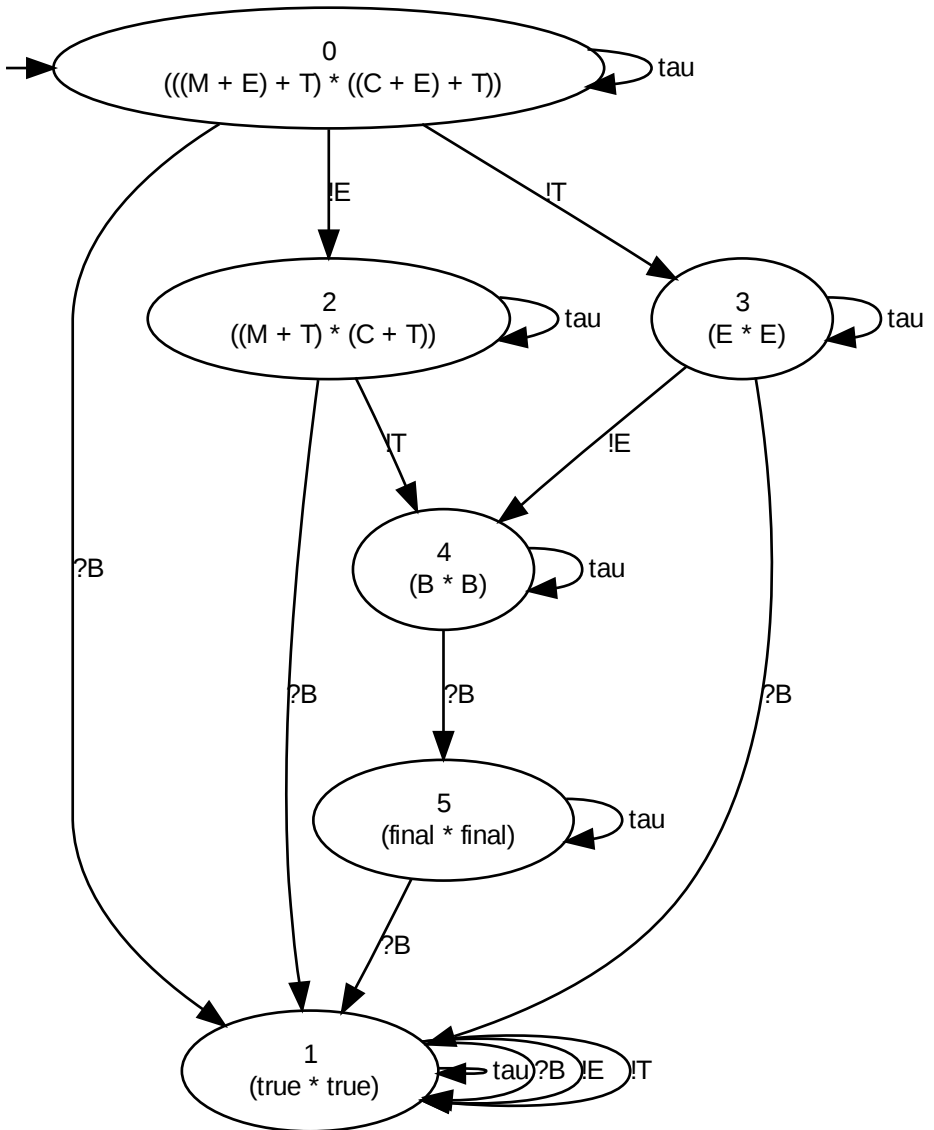 0
(((M + E) + T) * ((C + E) + T))
tau
!E
!T
2
((M + T) * (C + T))
tau
3
(E * E)
tau
!T
!E
4
(B * B)
tau
?B
?B
?B
?B
5
(final * final)
tau
?B
1
(true * true)
tau
?B
!E
!T